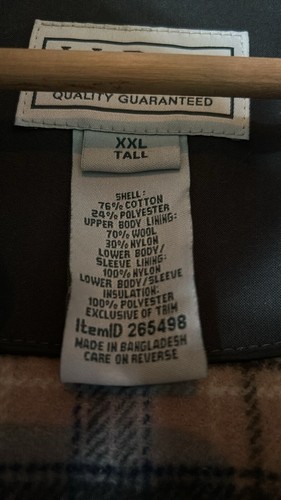 QUALITY GUARANTEED
XXL
TALL
SHELL:
76% COTTON
24% POLYESTER
UPPER BODY LINING:
70% WOOL
30% NYLON
LOWER BODY/
SLEEVE LINING:
100% NYLON
LOWER BODY/SLEEVE
INSULATION:
100% POLYESTER
EXCLUSIVE OF TRIM
ItemID 265498
MADE IN BANGLADESH
CARE ON REVERSE